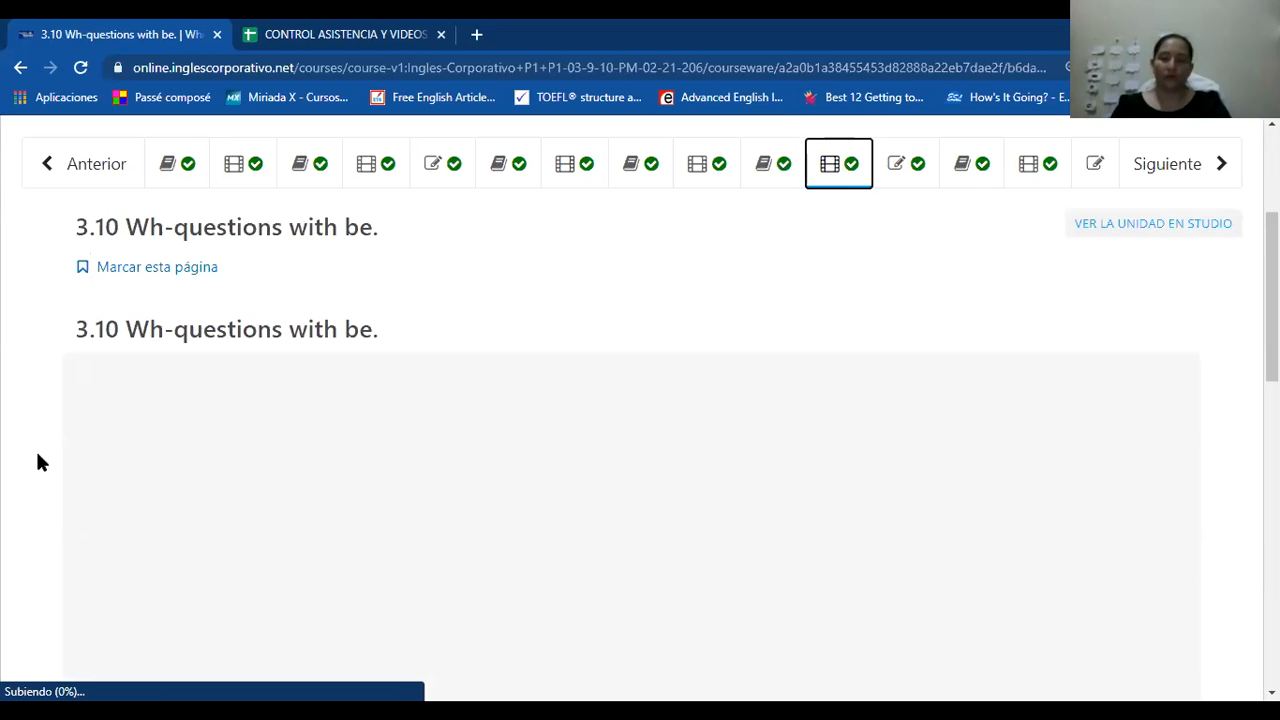 3.10 Wh-questions with be. | Wh
CONTROL ASISTENCIA Y VIDEOS
online.inglescorporativo.net/courses/course-v1:Ingles-Corporativo+P1+P1-03-9-10-PM-02-21-206/courseware/a2a0b1a38455453d82888a22eb7dae2f/b6da...
Aplicaciones
Passé composé
Miriada X - Cursos...
Free English Article...
TOEFL® structure a...
Advanced English l...
Best 12 Getting to...
How's It Going? - E...
Anterior
Siguiente
3.10 Wh-questions with be.
VER LA UNIDAD EN STUDIO
Marcar esta página
3.10 Wh-questions with be.
Subiendo (0%)...